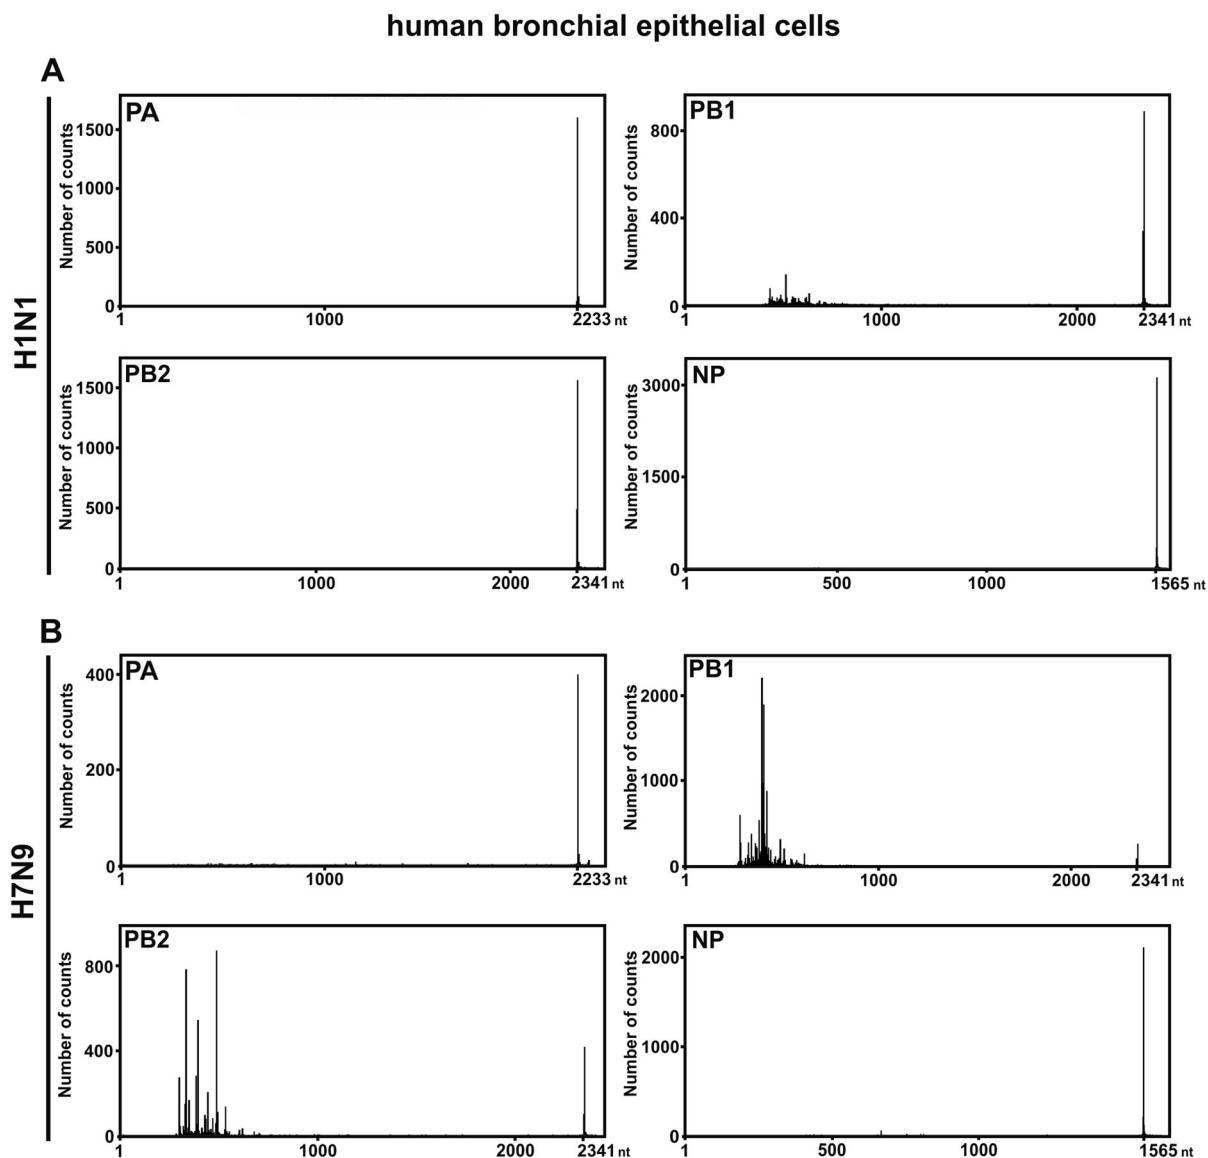 human bronchial epithelial cells
A
H1N1
PA
Number of counts
1500
1000
500
0
1 1000 2233 nt
PB1
Number of counts
800
400
0
1 1000 2000 2341 nt
PB2
Number of counts
1500
1000
500
0
1 1000 2000 2341 nt
NP
Number of counts
3000
1500
0
1 500 1000 1565 nt
B
H7N9
PA
Number of counts
400
200
0
1 1000 2233 nt
PB1
Number of counts
2000
1000
0
1 1000 2000 2341 nt
PB2
Number of counts
800
400
0
1 1000 2000 2341 nt
NP
Number of counts
2000
1000
0
1 500 1000 1565 nt